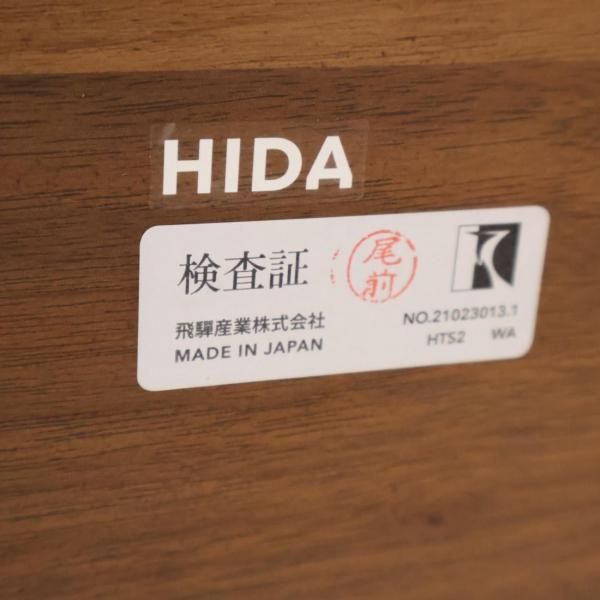 HIDA
検査証
尾前
飛驒産業株式会社
MADE IN JAPAN
NO.21023013.1
HTS2 WA